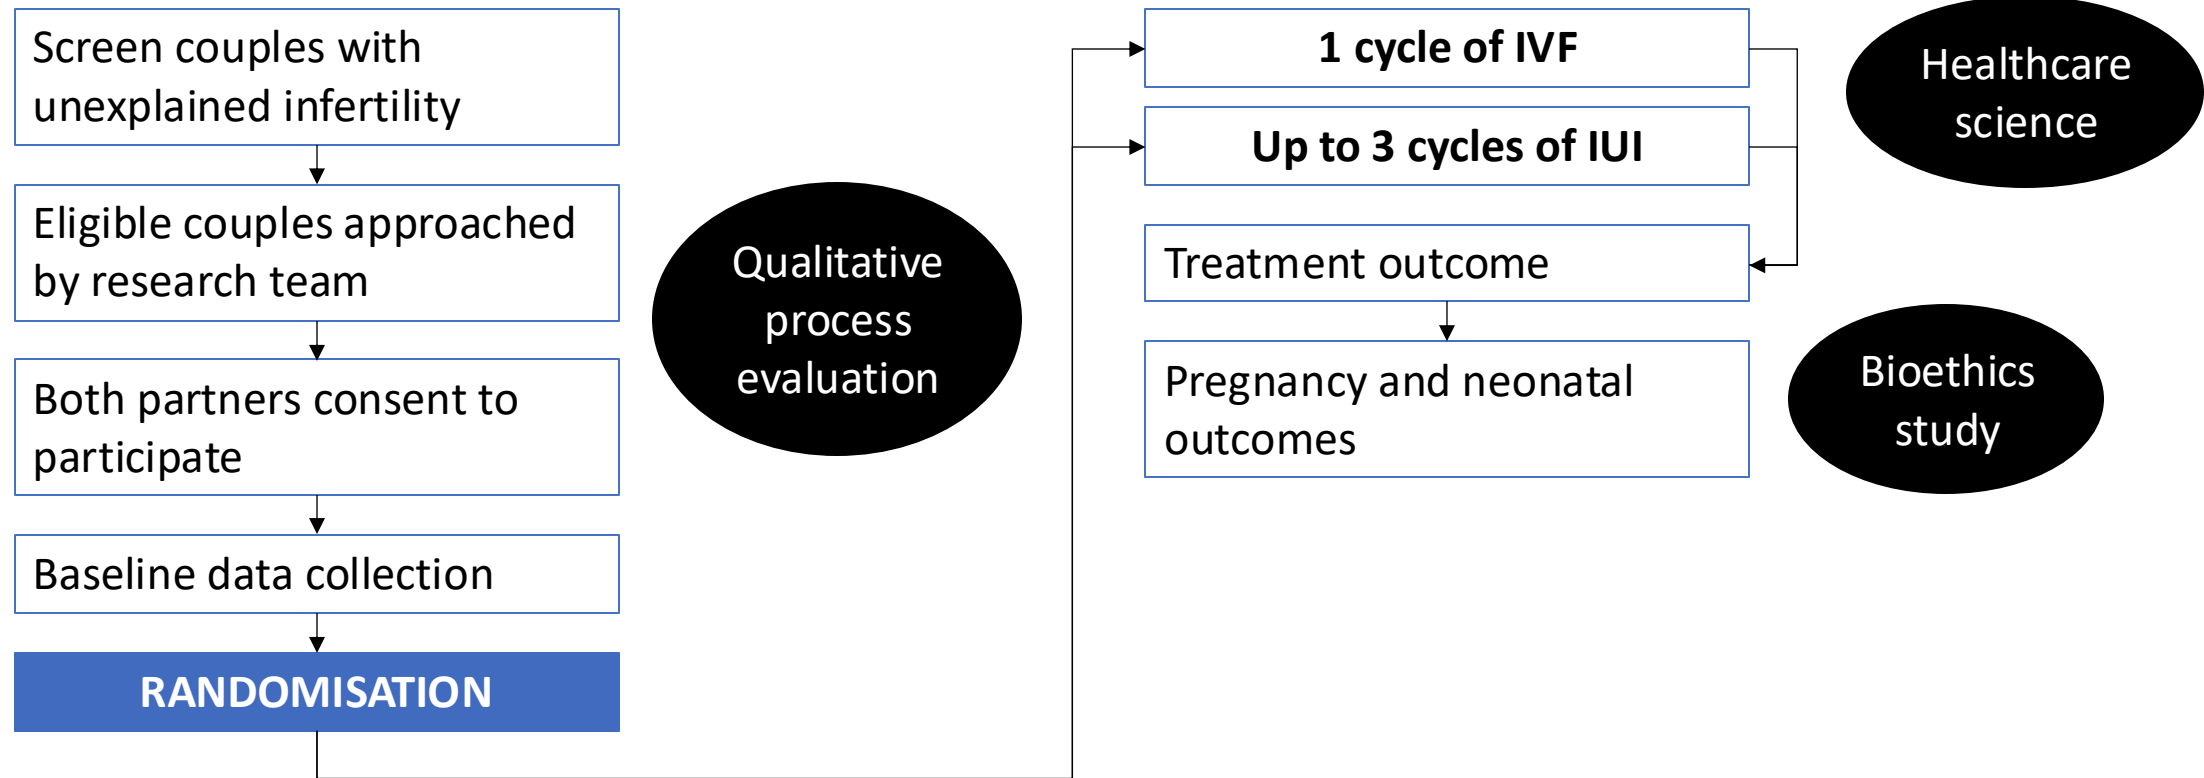 Screen couples with
unexplained infertility
Eligible couples approached
by research team
Both partners consent to
participate
Baseline data collection
RANDOMISATION
Qualitative
process
evaluation
1 cycle of IVF
Up to 3 cycles of IUI
Treatment outcome
Pregnancy and neonatal
outcomes
Healthcare
science
Bioethics
study